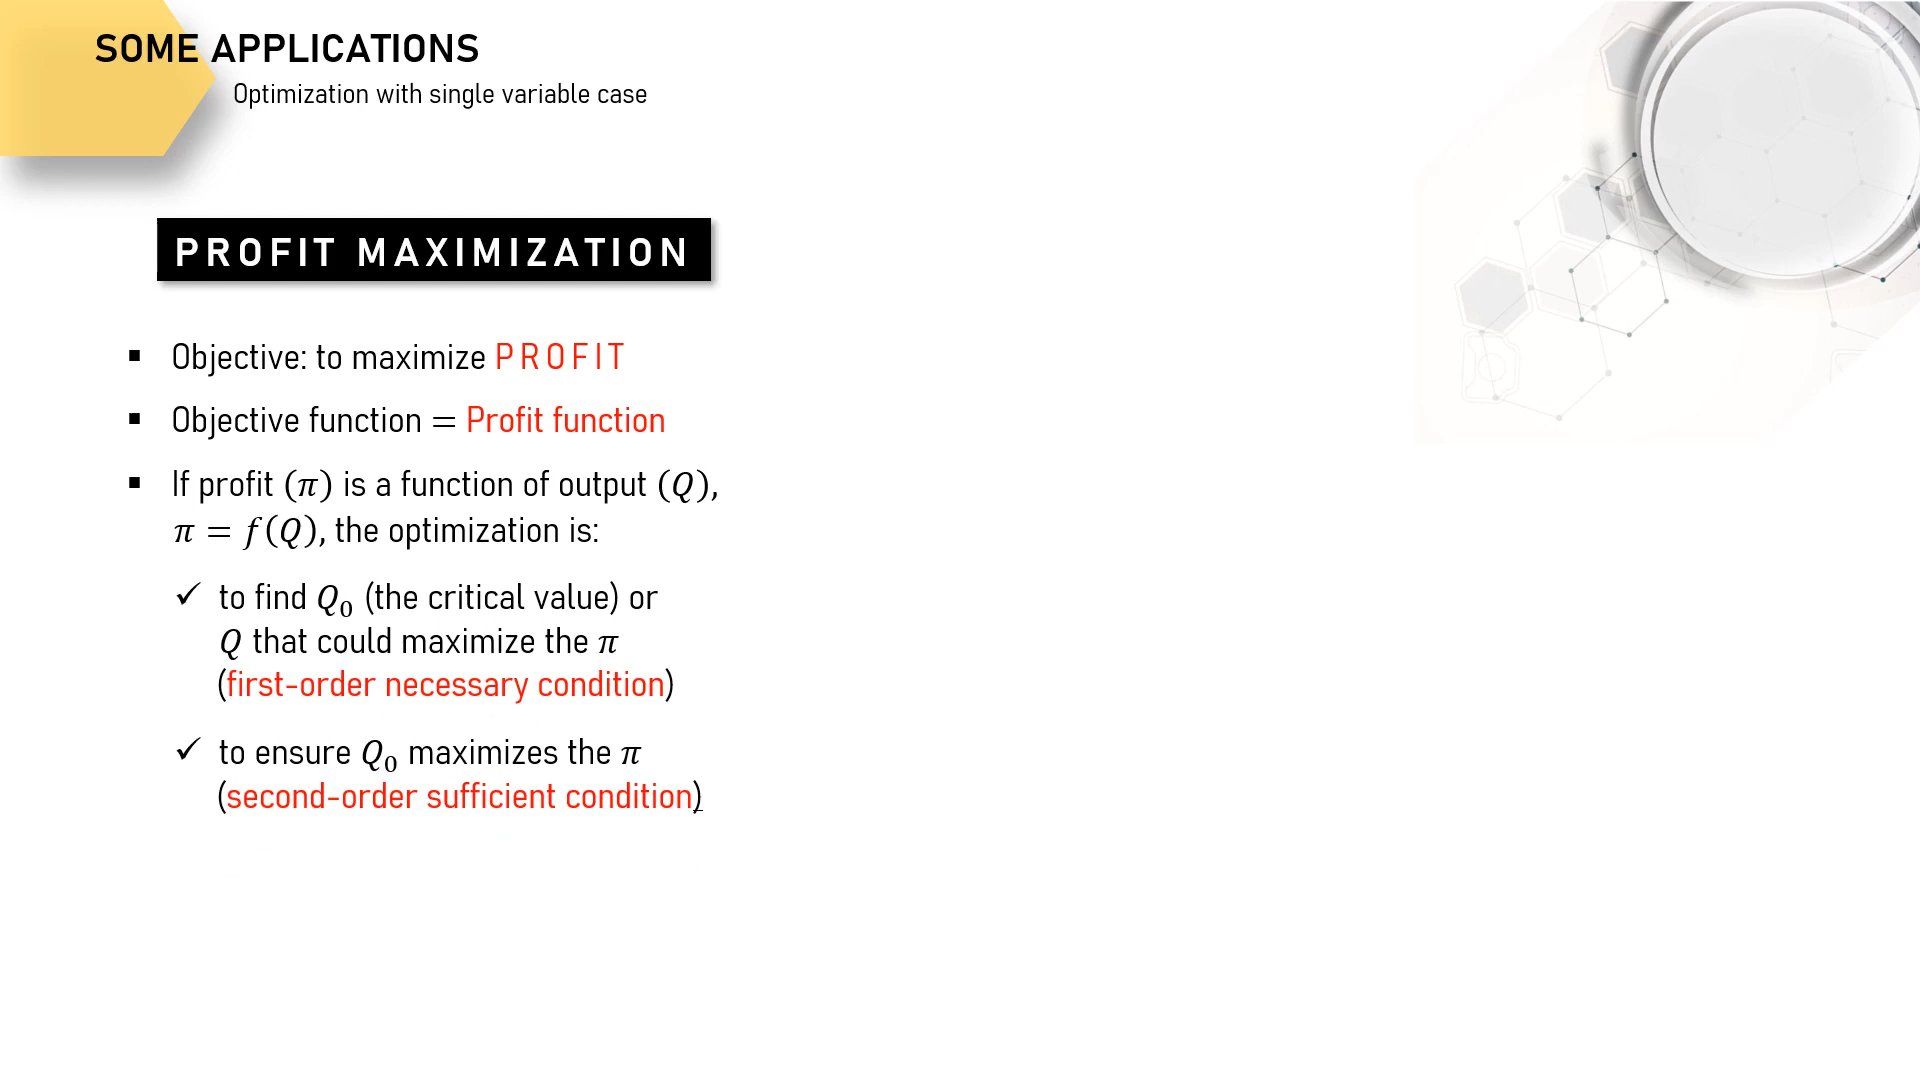 SOME APPLICATIONS
Optimization with single variable case
PROFIT MAXIMIZATION
▪ Objective: to maximize PROFIT
▪ Objective function = Profit function
▪ If profit (π) is a function of output (Q),
π = f(Q), the optimization is:
✓ to find Q₀ (the critical value) or
Q that could maximize the π
(first-order necessary condition)
✓ to ensure Q₀ maximizes the π
(second-order sufficient condition)